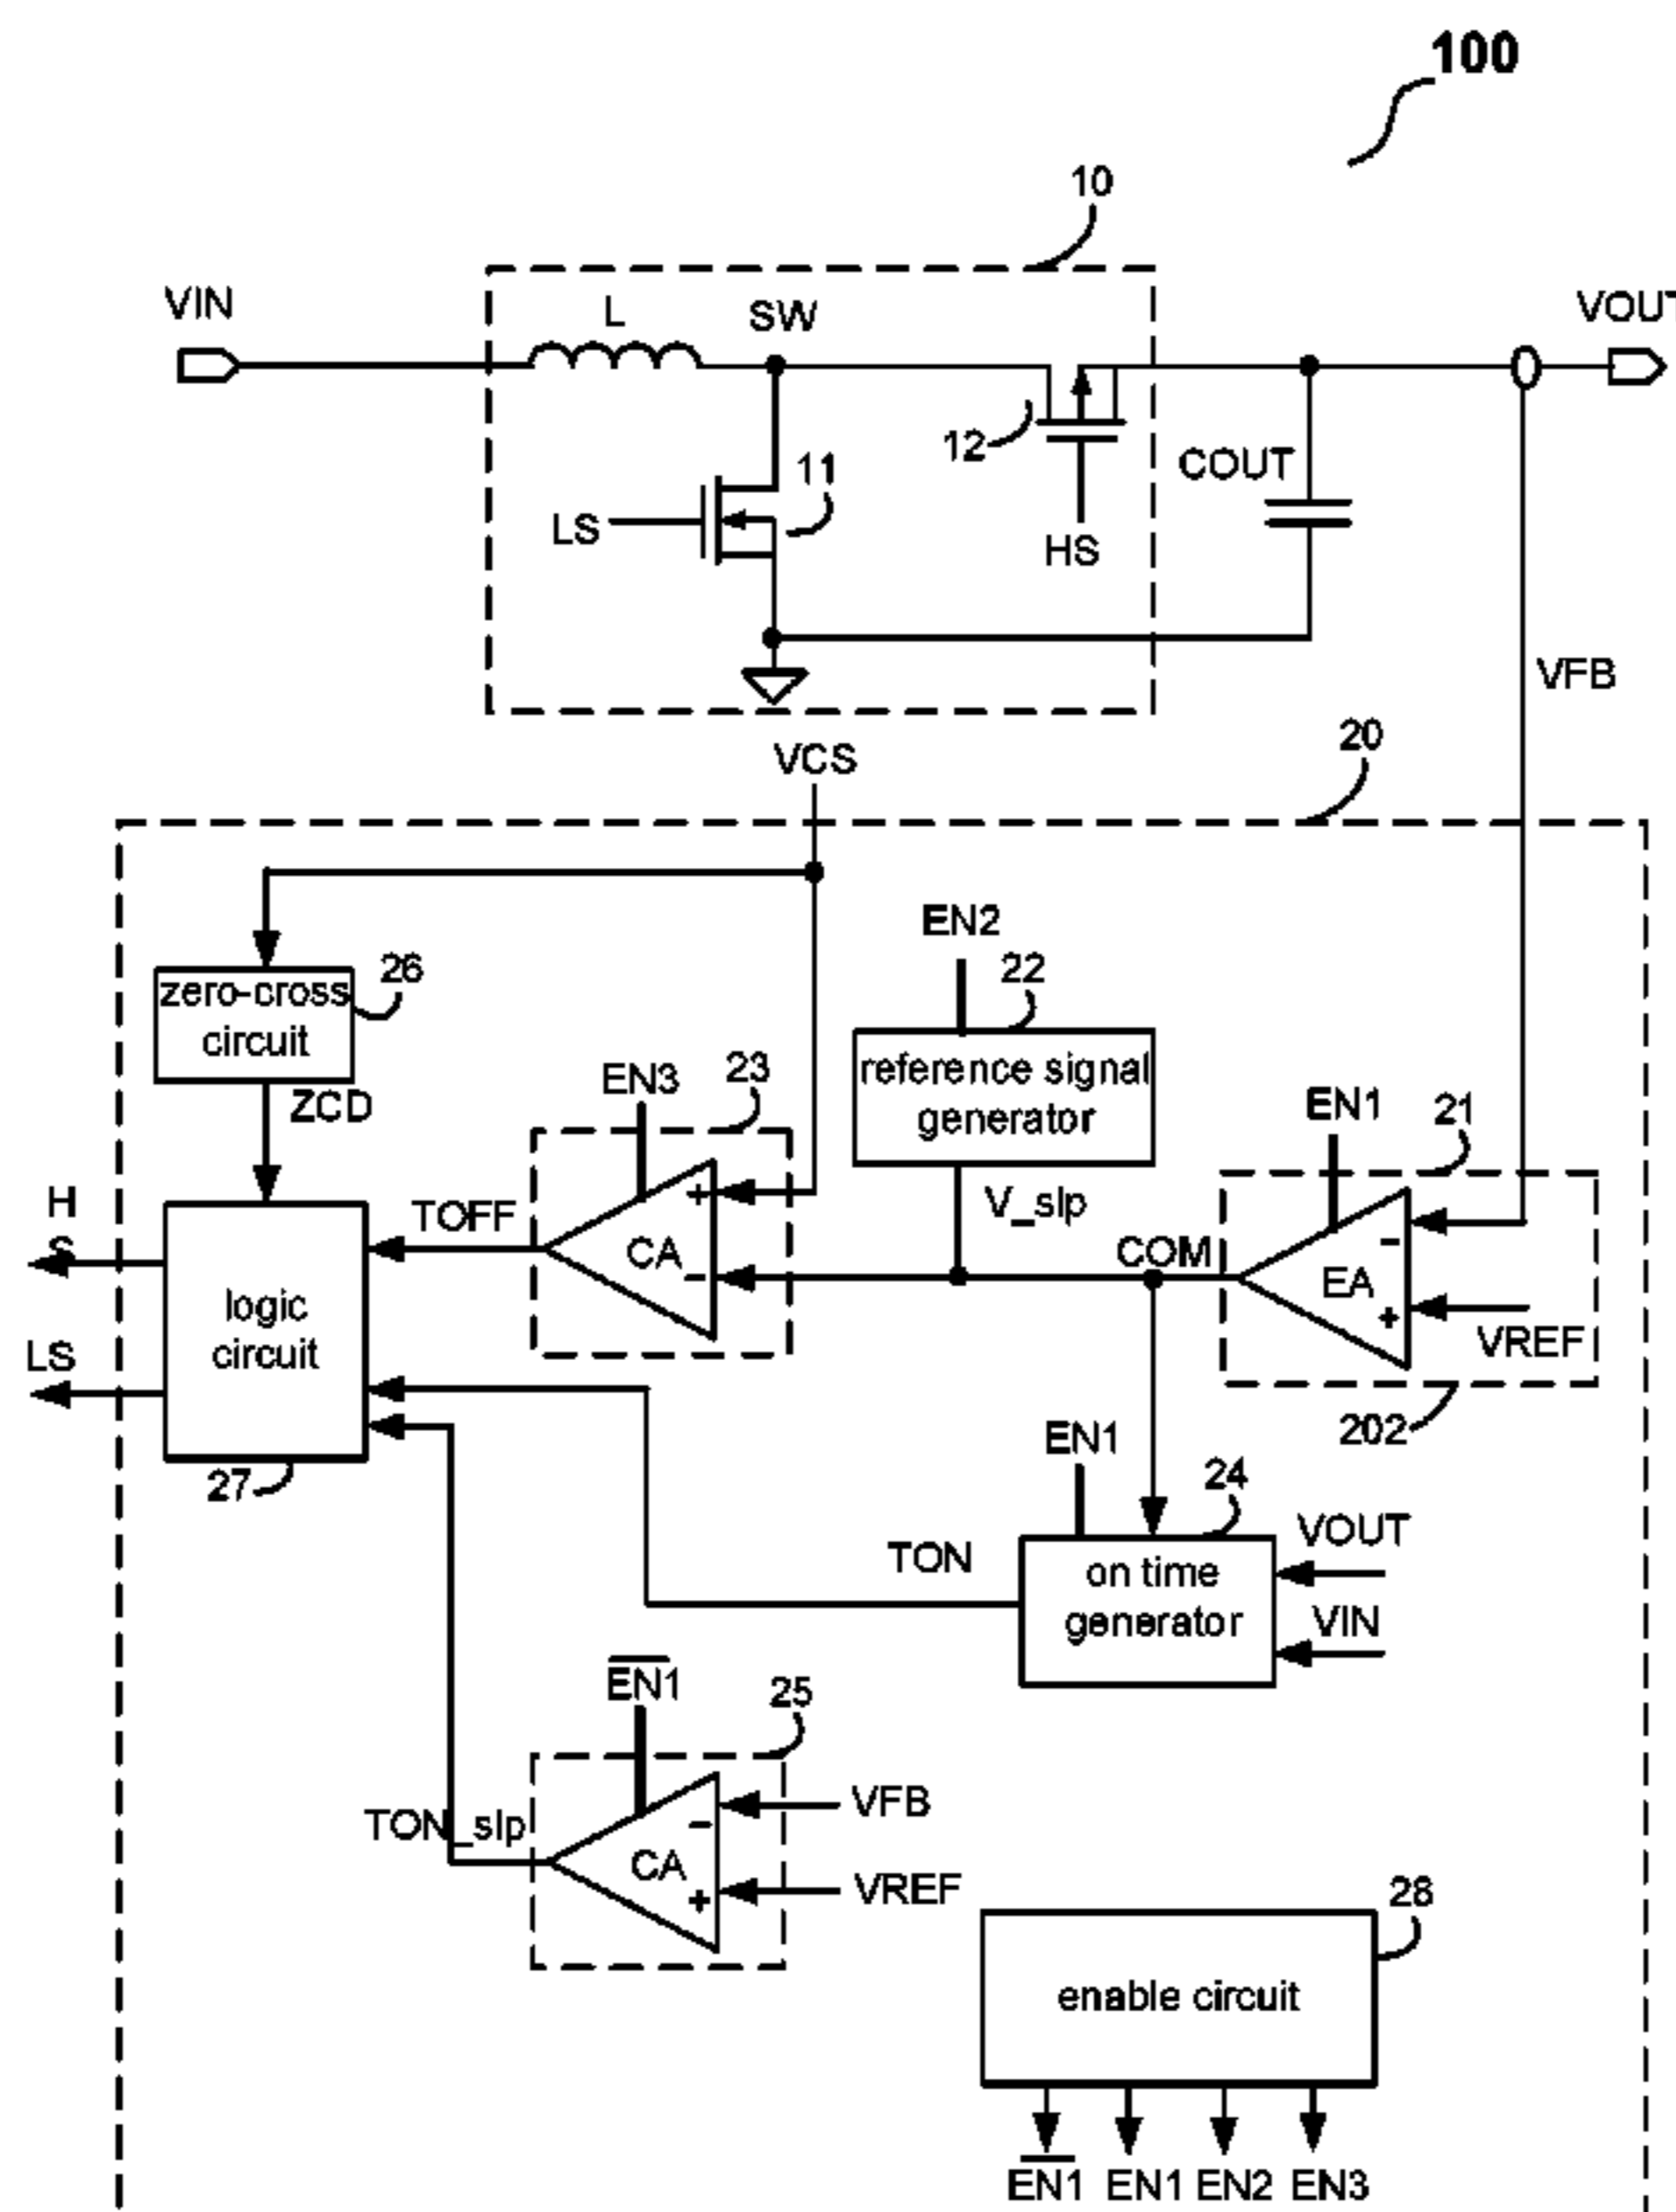 100
10
VIN
L
SW
VOUT
12
COUT
11
LS
HS
VFB
VCS
20
EN2
26
22
zero-cross
circuit
reference signal
generator
EN3
23
EN1
21
ZCD
H
S
TOFF
CA
+
-
V_slp
COM
EA
-
+
VREF
logic
circuit
LS
202
27
EN1
24
VOUT
TON
on time
generator
VIN
EN1
25
TON_slp
VFB
-
CA
+
VREF
28
enable circuit
EN1 EN1 EN2 EN3